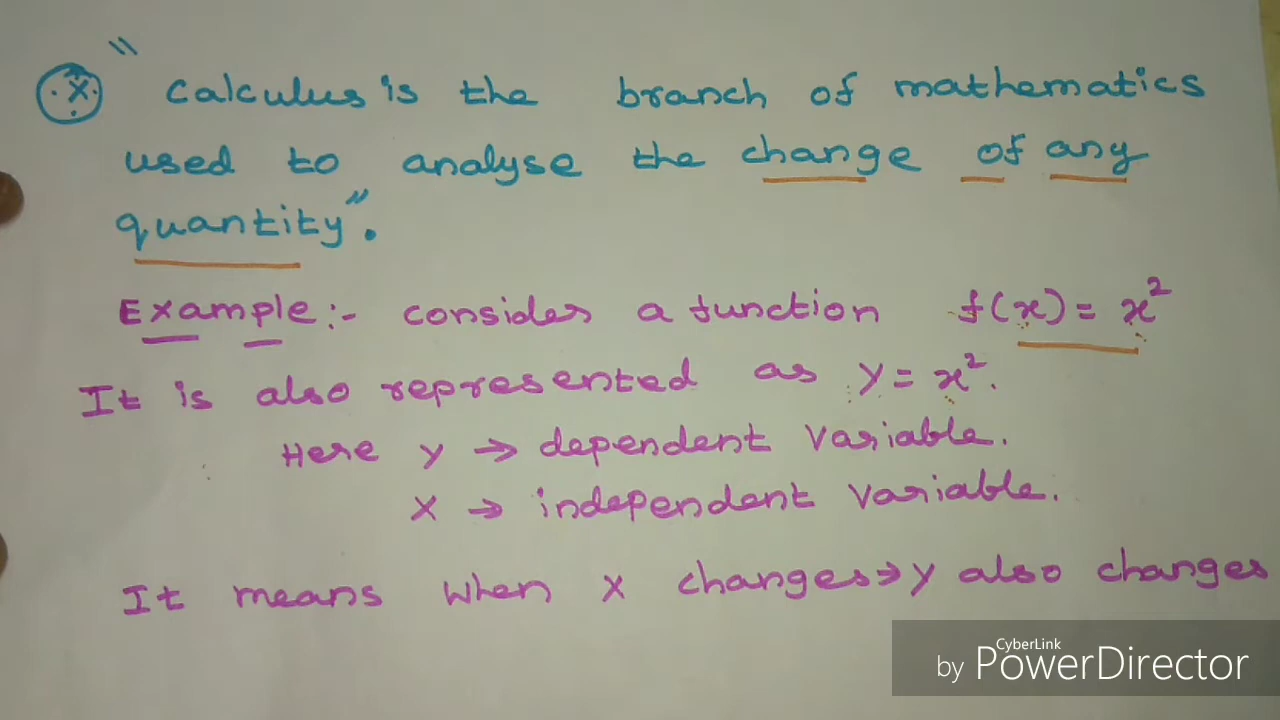 " Calculus is the branch of mathematics
used to analyse the change of any
quantity".
Example:- consider a function f(x) = x²
It is also represented as y = x².
Here y → dependent variable.
x → independent variable.
It means when x changes ⇒ y also changes
CyberLink
by PowerDirector